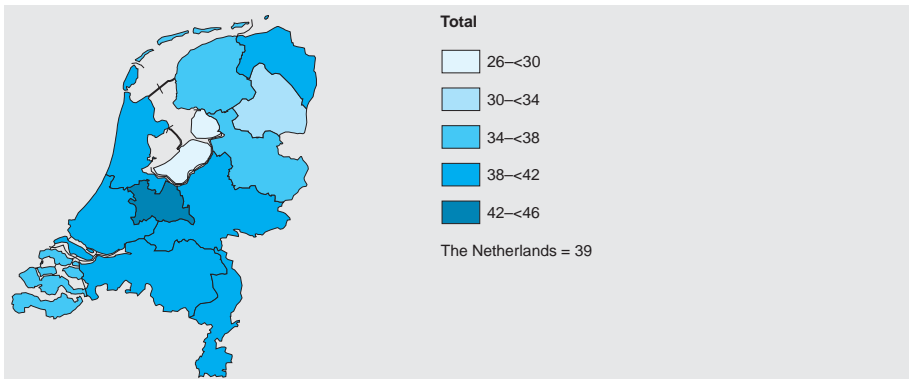 Total
26–<30
30–<34
34–<38
38–<42
42–<46
The Netherlands = 39